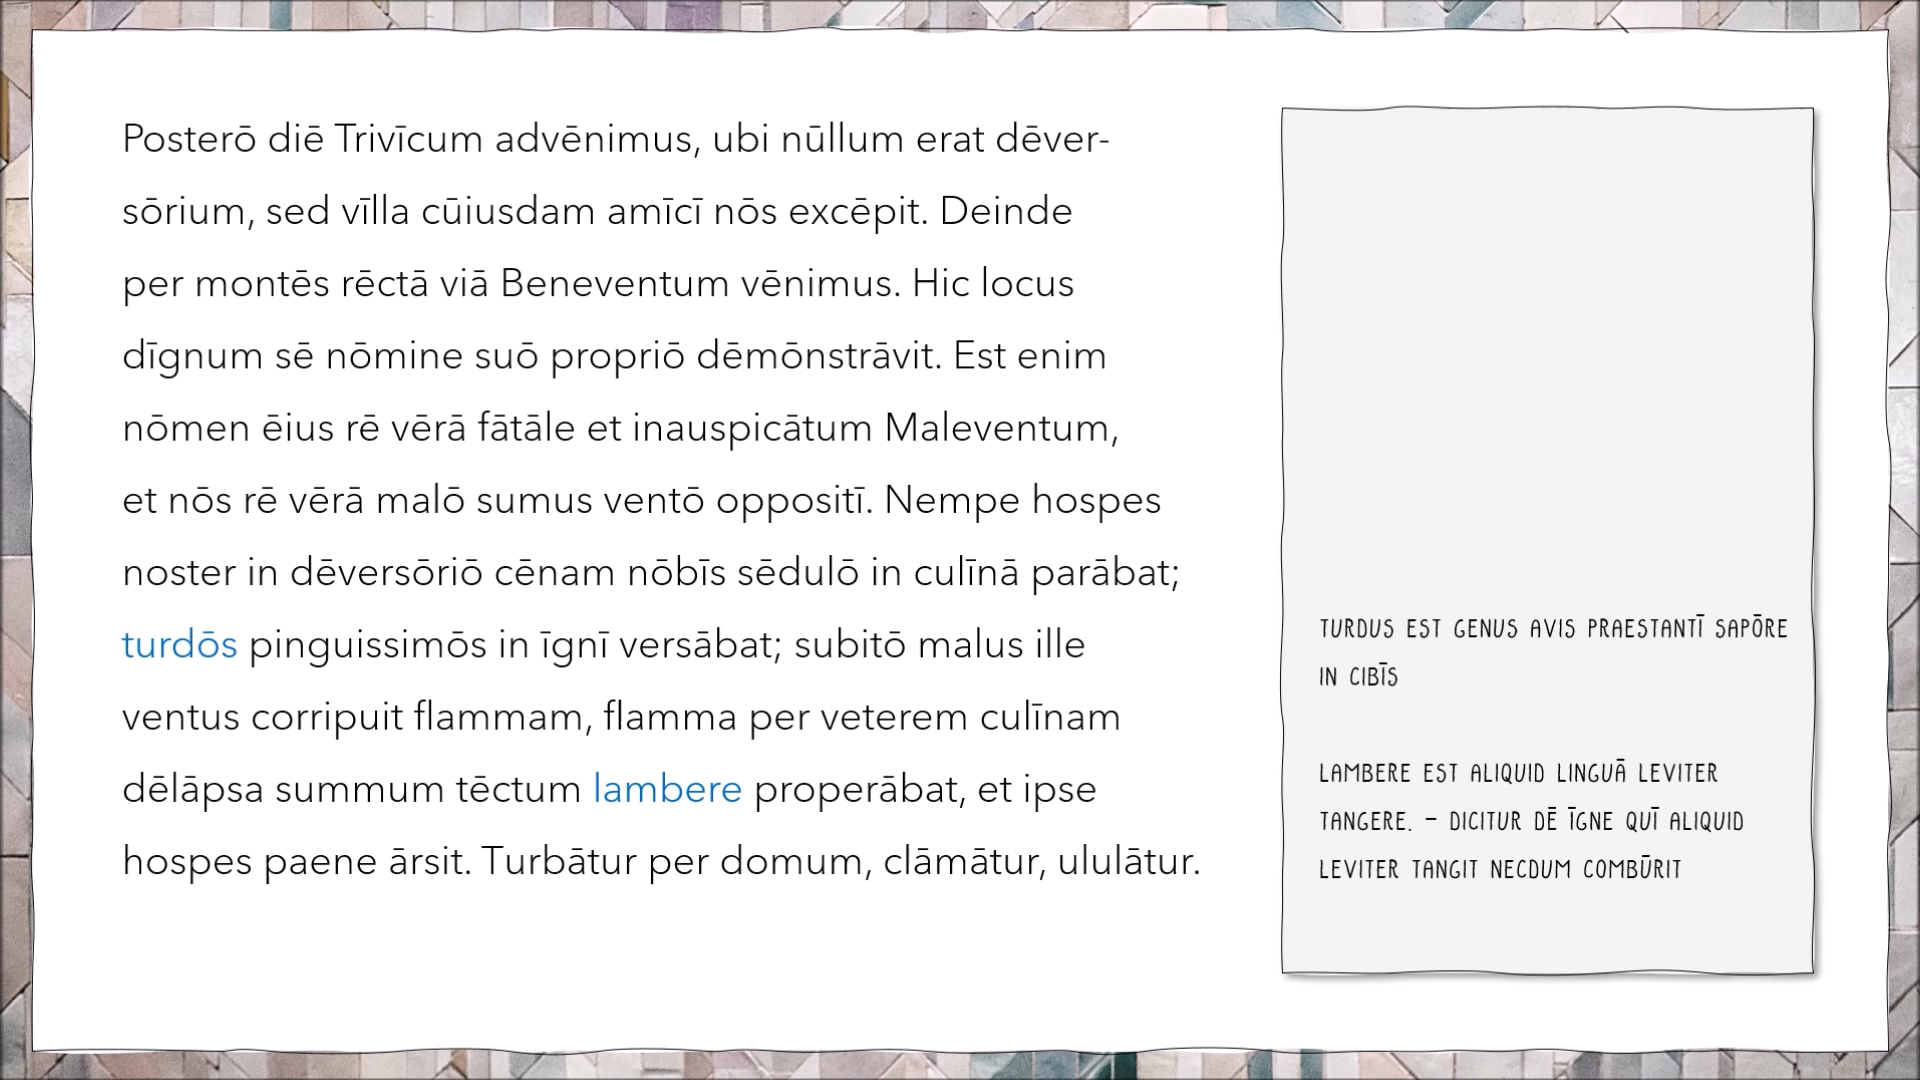 Posterō diē Trivīcum advēnimus, ubi nūllum erat dēver-
sōrium, sed vīlla cūiusdam amīcī nōs excēpit. Deinde
per montēs rēctā viā Beneventum vēnimus. Hic locus
dīgnum sē nōmine suō propriō dēmōnstrāvit. Est enim
nōmen ēius rē vērā fātāle et inauspicātum Maleventum,
et nōs rē vērā malō sumus ventō oppositī. Nempe hospes
noster in dēversōriō cēnam nōbīs sēdulō in culīnā parābat;
turdōs pinguissimōs in īgnī versābat; subitō malus ille
ventus corripuit flammam, flamma per veterem culīnam
dēlāpsa summum tēctum lambere properābat, et ipse
hospes paene ārsit. Turbātur per domum, clāmātur, ululātur.
TURDUS EST GENUS AVIS PRAESTANTĪ SAPŌRE
IN CIBĪS
LAMBERE EST ALIQUID LINGUĀ LEVITER
TANGERE. – DICITUR DĒ ĪGNE QUĪ ALIQUID
LEVITER TANGIT NECDUM COMBŪRIT